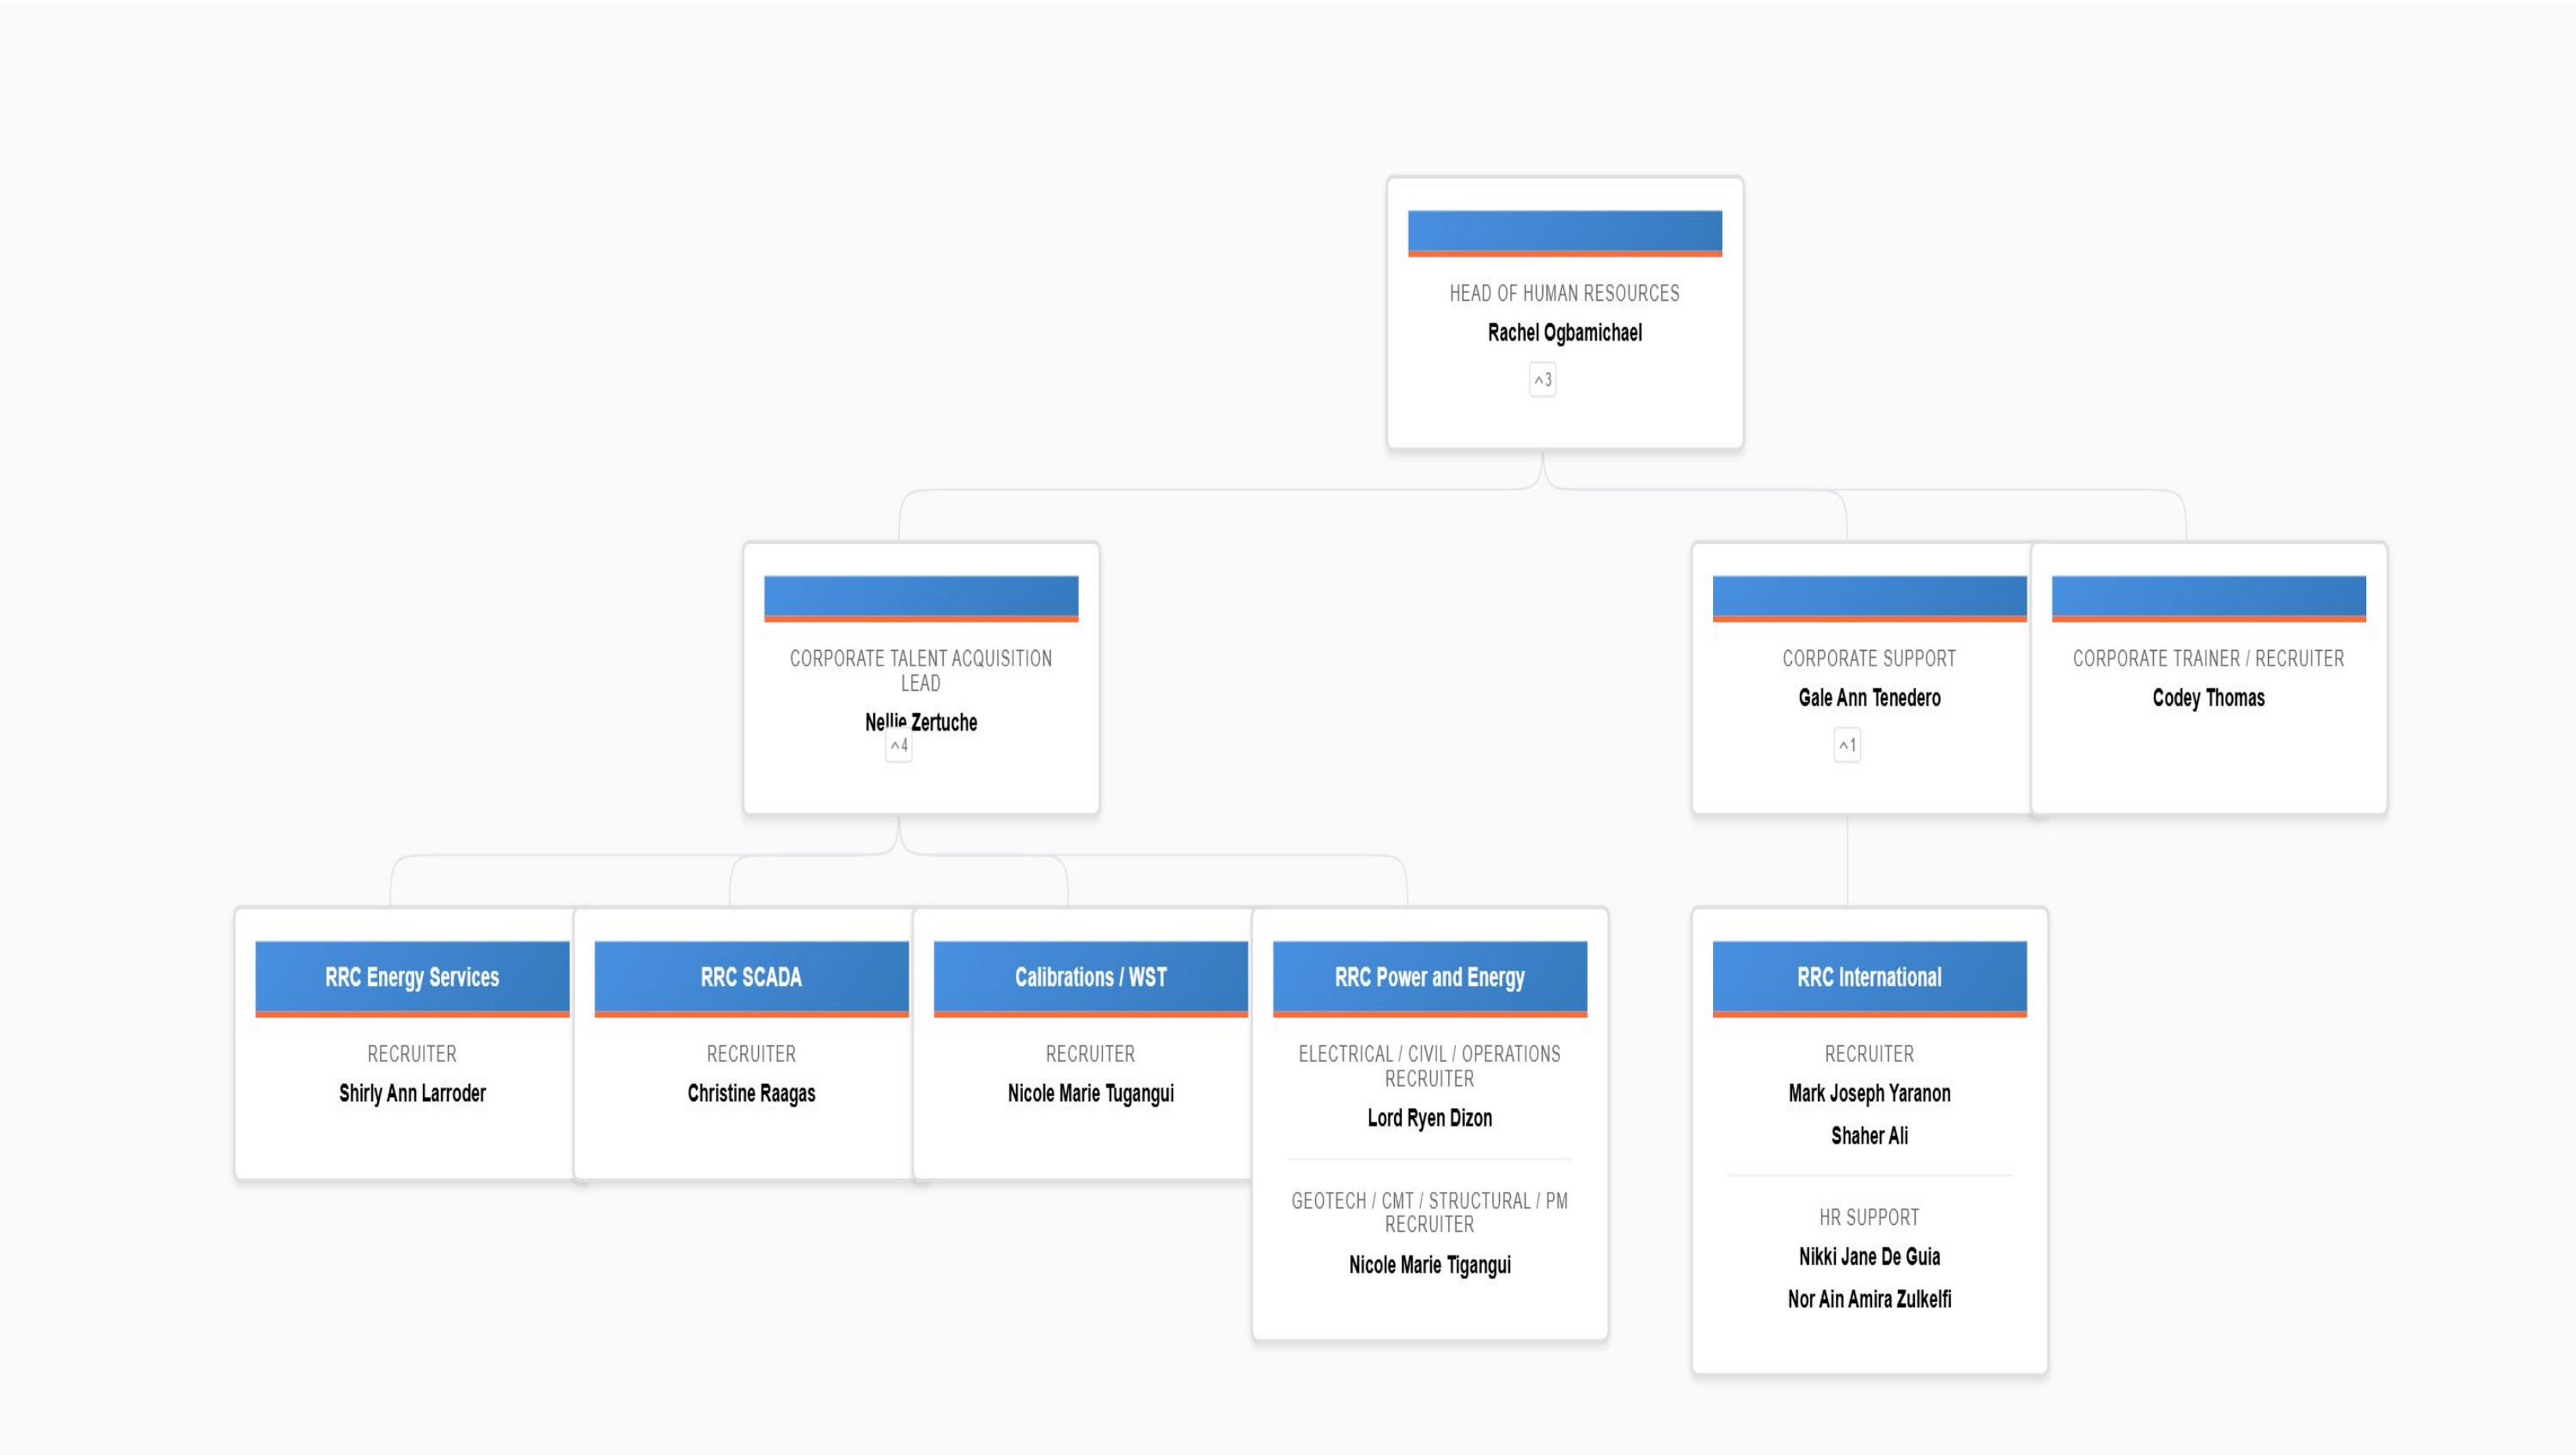 HEAD OF HUMAN RESOURCES
Rachel Ogbamichael
^3
CORPORATE TALENT ACQUISITION
LEAD
Nellie Zertuche
^4
CORPORATE SUPPORT
Gale Ann Tenedero
^1
CORPORATE TRAINER / RECRUITER
Codey Thomas
RRC Energy Services
RECRUITER
Shirly Ann Larroder
RRC SCADA
RECRUITER
Christine Raagas
Calibrations / WST
RECRUITER
Nicole Marie Tugangui
RRC Power and Energy
ELECTRICAL / CIVIL / OPERATIONS
RECRUITER
Lord Ryen Dizon
GEOTECH / CMT / STRUCTURAL / PM
RECRUITER
Nicole Marie Tigangui
RRC International
RECRUITER
Mark Joseph Yaranon
Shaher Ali
HR SUPPORT
Nikki Jane De Guia
Nor Ain Amira Zulkelfi